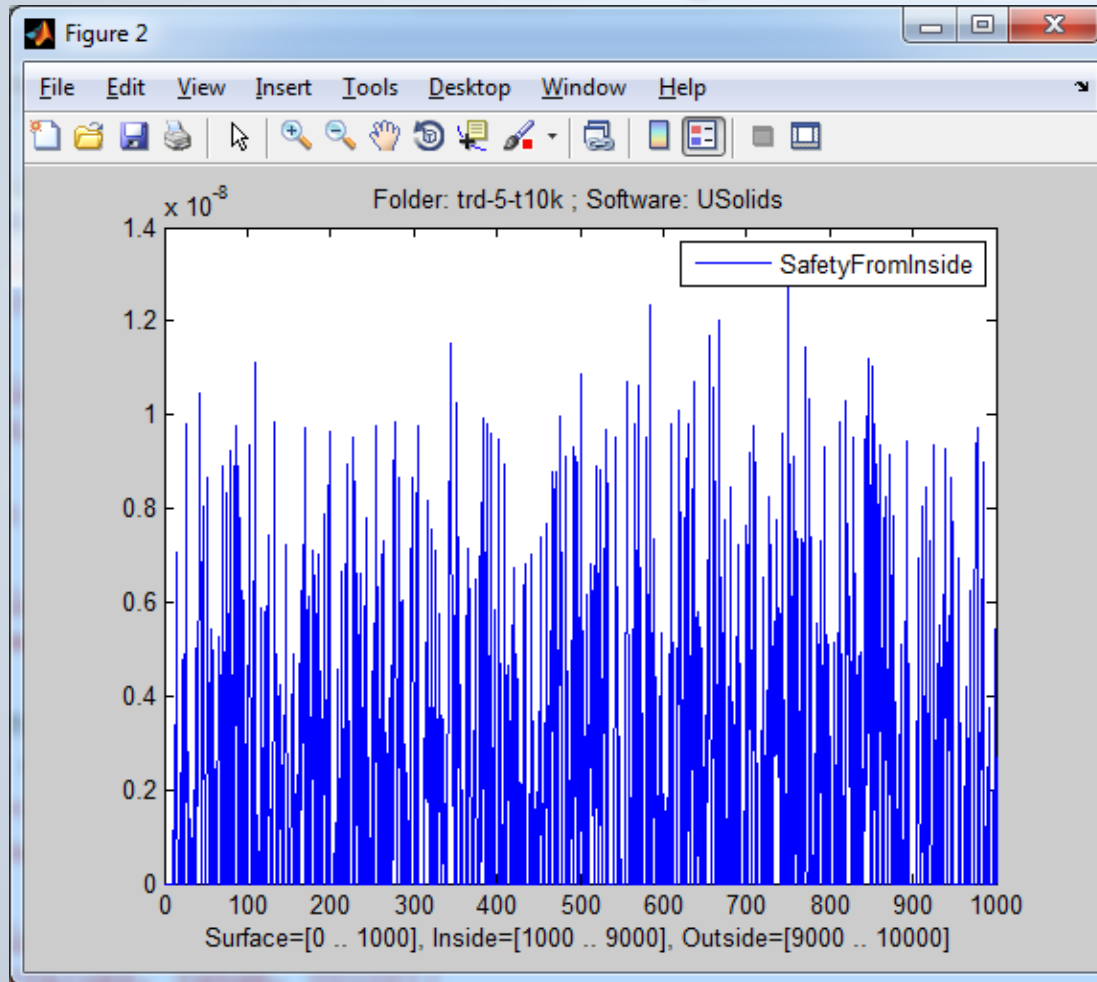 Figure 2
File Edit View Insert Tools Desktop Window Help
Folder: trd-5-t10k ; Software: USolids
x 10^-8
SafetyFromInside
1.4
1.2
1
0.8
0.6
0.4
0.2
0
0 100 200 300 400 500 600 700 800 900 1000
Surface=[0 .. 1000], Inside=[1000 .. 9000], Outside=[9000 .. 10000]